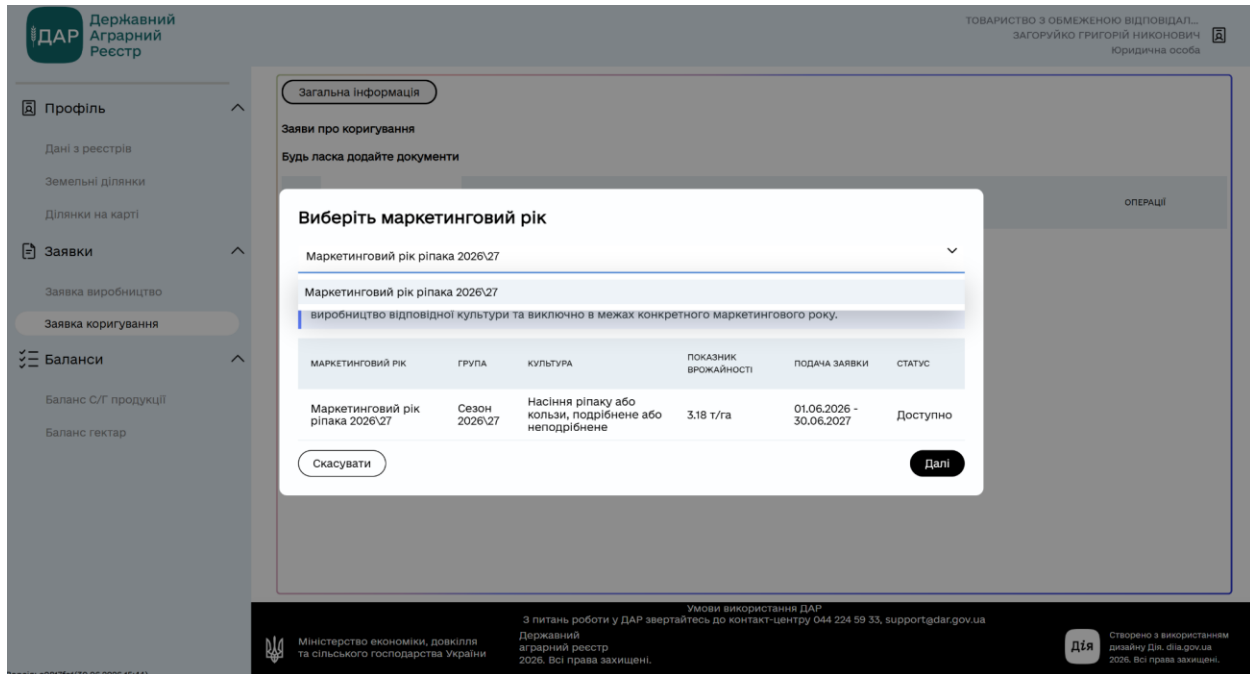 ДАР
Державний
Аграрний
Реєстр
ТОВАРИСТВО З ОБМЕЖЕНОЮ ВІДПОВІДАЛ...
ЗАГОРУЙКО ГРИГОРІЙ НИКОНОВИЧ
Юридична особа
Профіль
Дані з реєстрів
Земельні ділянки
Ділянки на карті
Заявки
Заявка виробництво
Заявка коригування
Баланси
Баланс С/Г продукції
Баланс гектар
Загальна інформація
Заяви про коригування
Будь ласка додайте документи
ОПЕРАЦІЇ
Виберіть маркетинговий рік
Маркетинговий рік ріпака 2026\27
Маркетинговий рік ріпака 2026\27
виробництво відповідної культури та виключно в межах конкретного маркетингового року.
МАРКЕТИНГОВИЙ РІК ГРУПА КУЛЬТУРА ПОКАЗНИК ВРОЖАЙНОСТІ ПОДАЧА ЗАЯВКИ СТАТУС
Маркетинговий рік ріпака 2026\27 Сезон 2026\27 Насіння ріпаку або кользи, подрібнене або неподрібнене 3.18 т/га 01.06.2026 - 30.06.2027 Доступно
Скасувати
Далі
Умови використання ДАР
З питань роботи у ДАР звертайтесь до контакт-центру 044 224 59 33, support@dar.gov.ua
Міністерство економіки, довкілля
та сільського господарства України
Державний
аграрний реєстр
2026. Всі права захищені.
Дія
Створено з використанням
дизайну Дія. diia.gov.ua
2026. Всі права захищені.